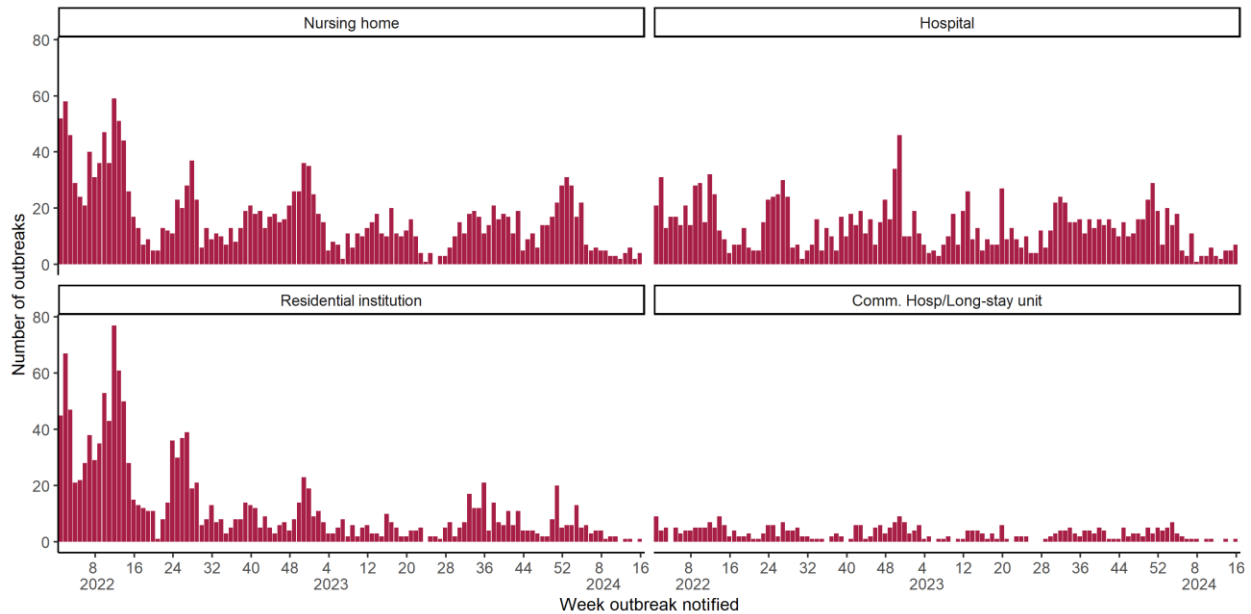 Nursing home
Hospital
80
60
40
20
0
Residential institution
Comm. Hosp/Long-stay unit
80
60
40
20
0
Number of outbreaks
8 16 24 32 40 48 4 12 20 28 36 44 52 8 16
2022 2023 2024
8 16 24 32 40 48 4 12 20 28 36 44 52 8 16
2022 2023 2024
Week outbreak notified